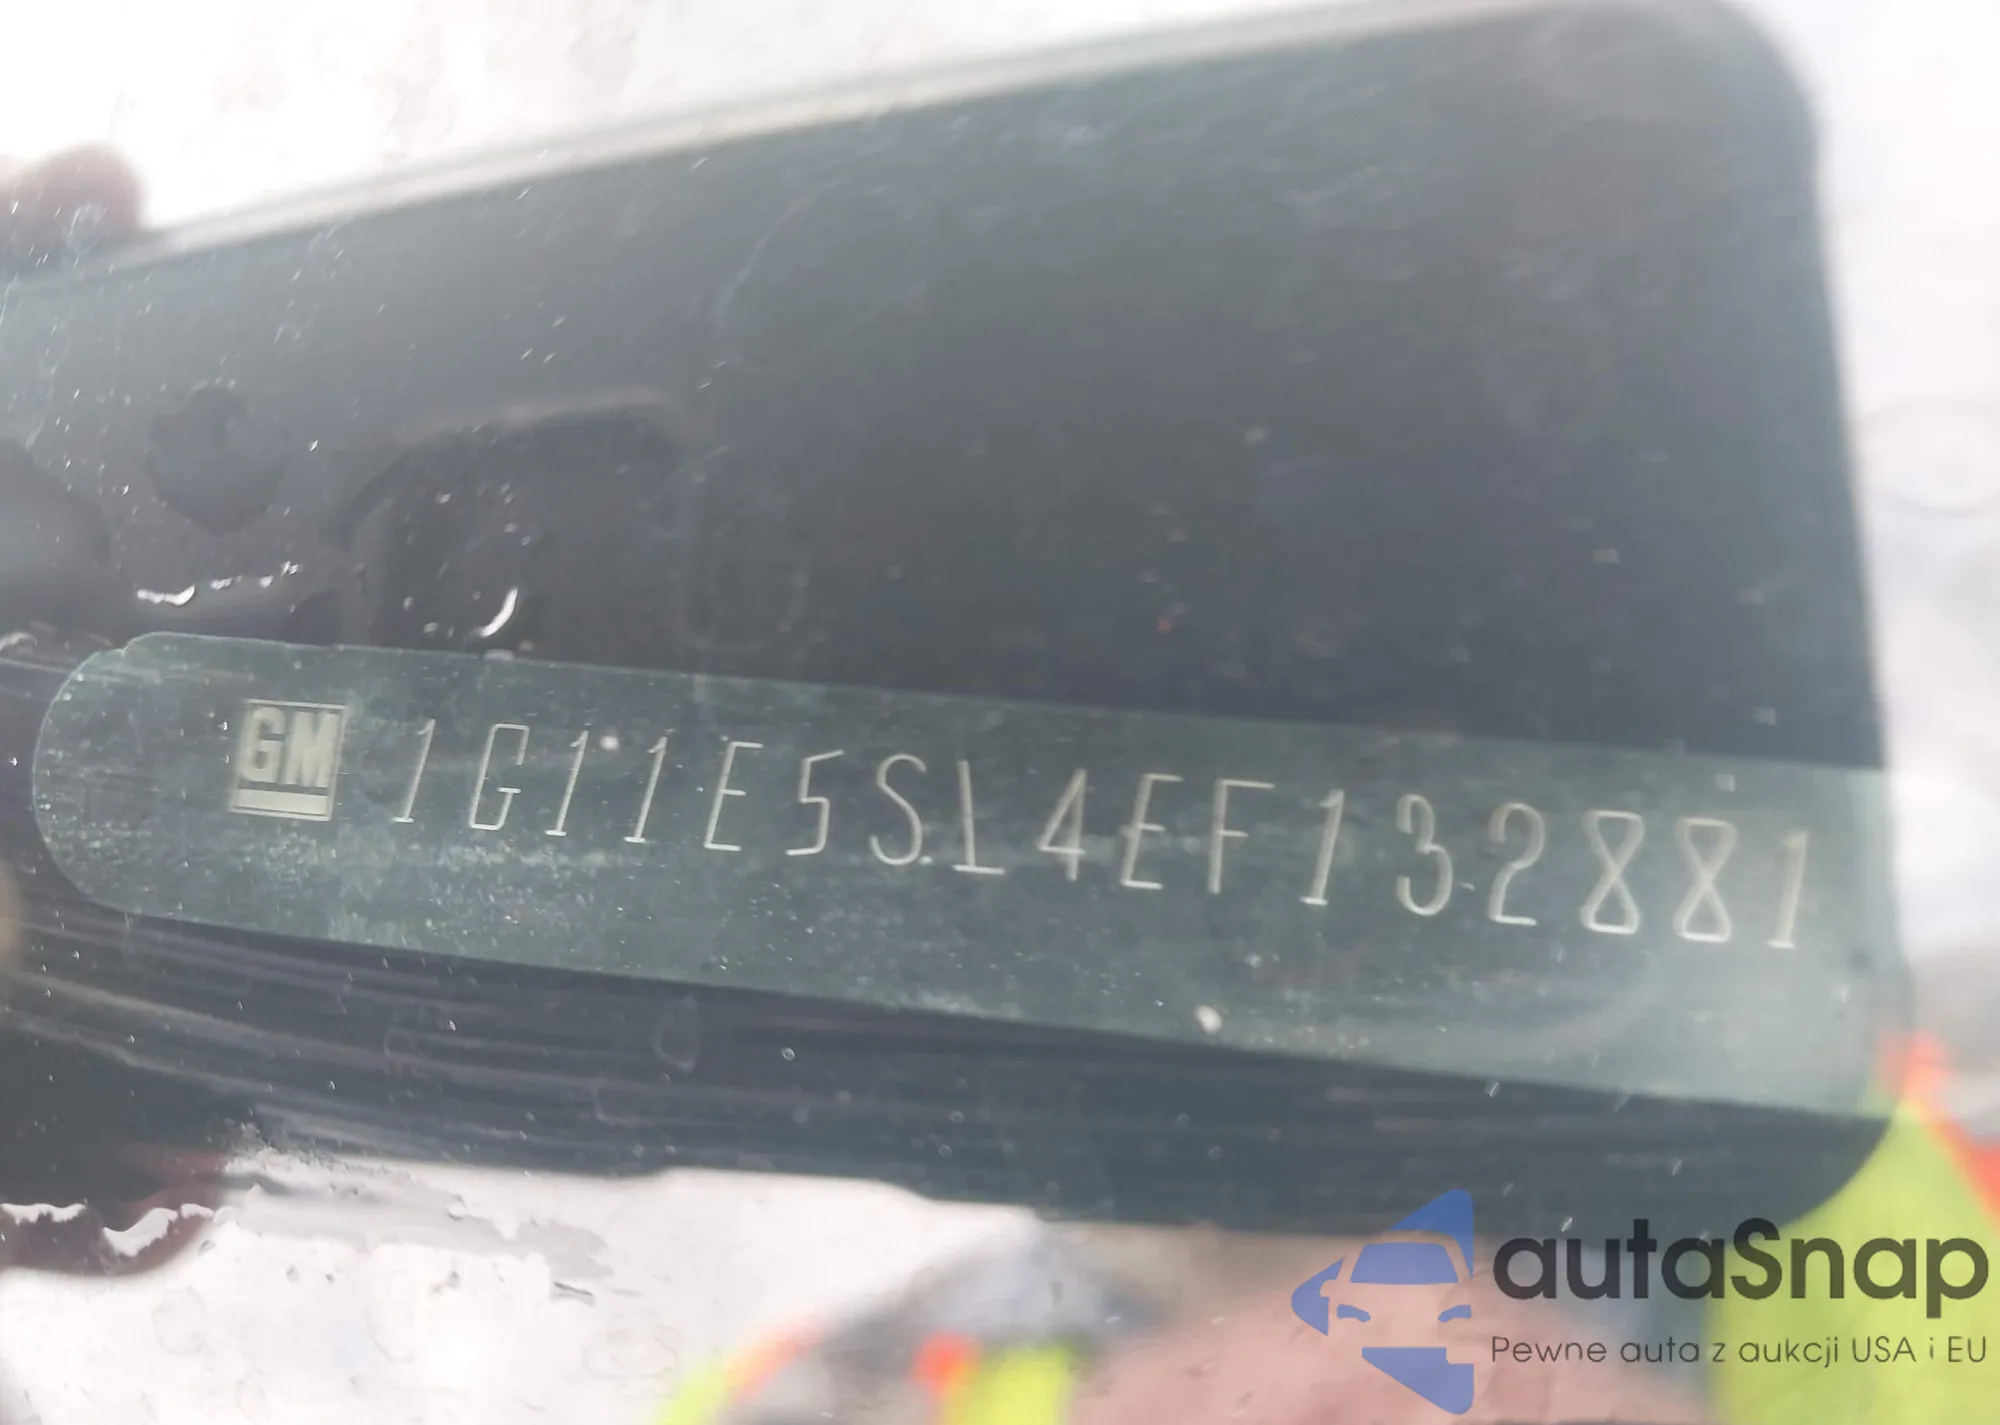 GM 1G11E5SL4EF132881
autaSnap
Pewne auta z aukcji USA i EU